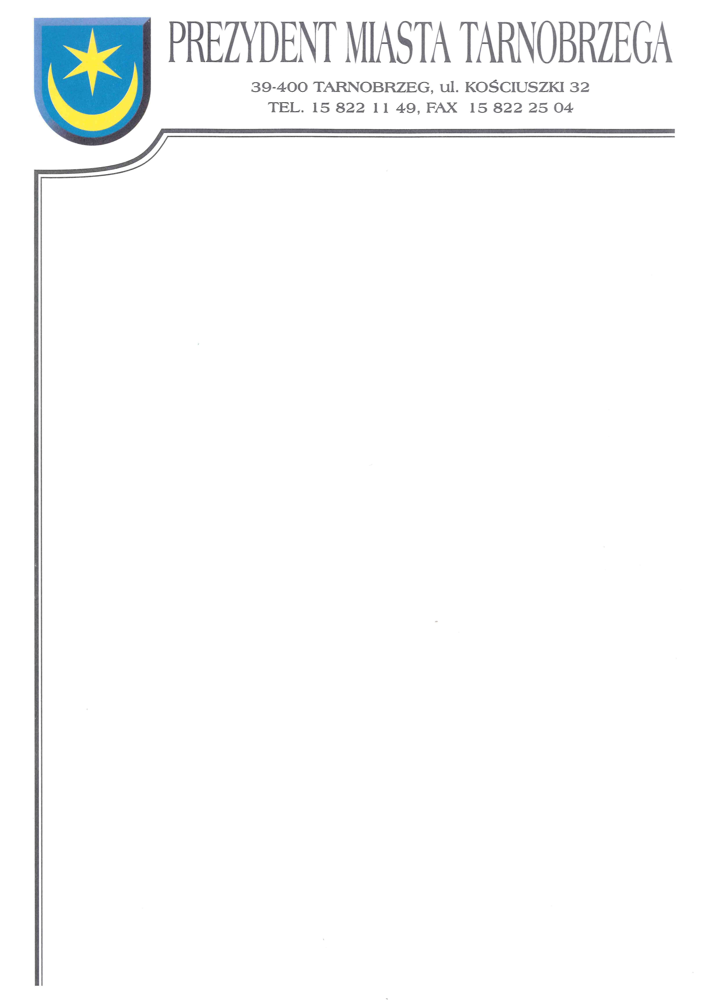 PREZYDENT MIASTA TARNOBRZEGA
39-400 TARNOBRZEG, ul. KOŚCIUSZKI 32
TEL. 15 822 11 49, FAX 15 822 25 04